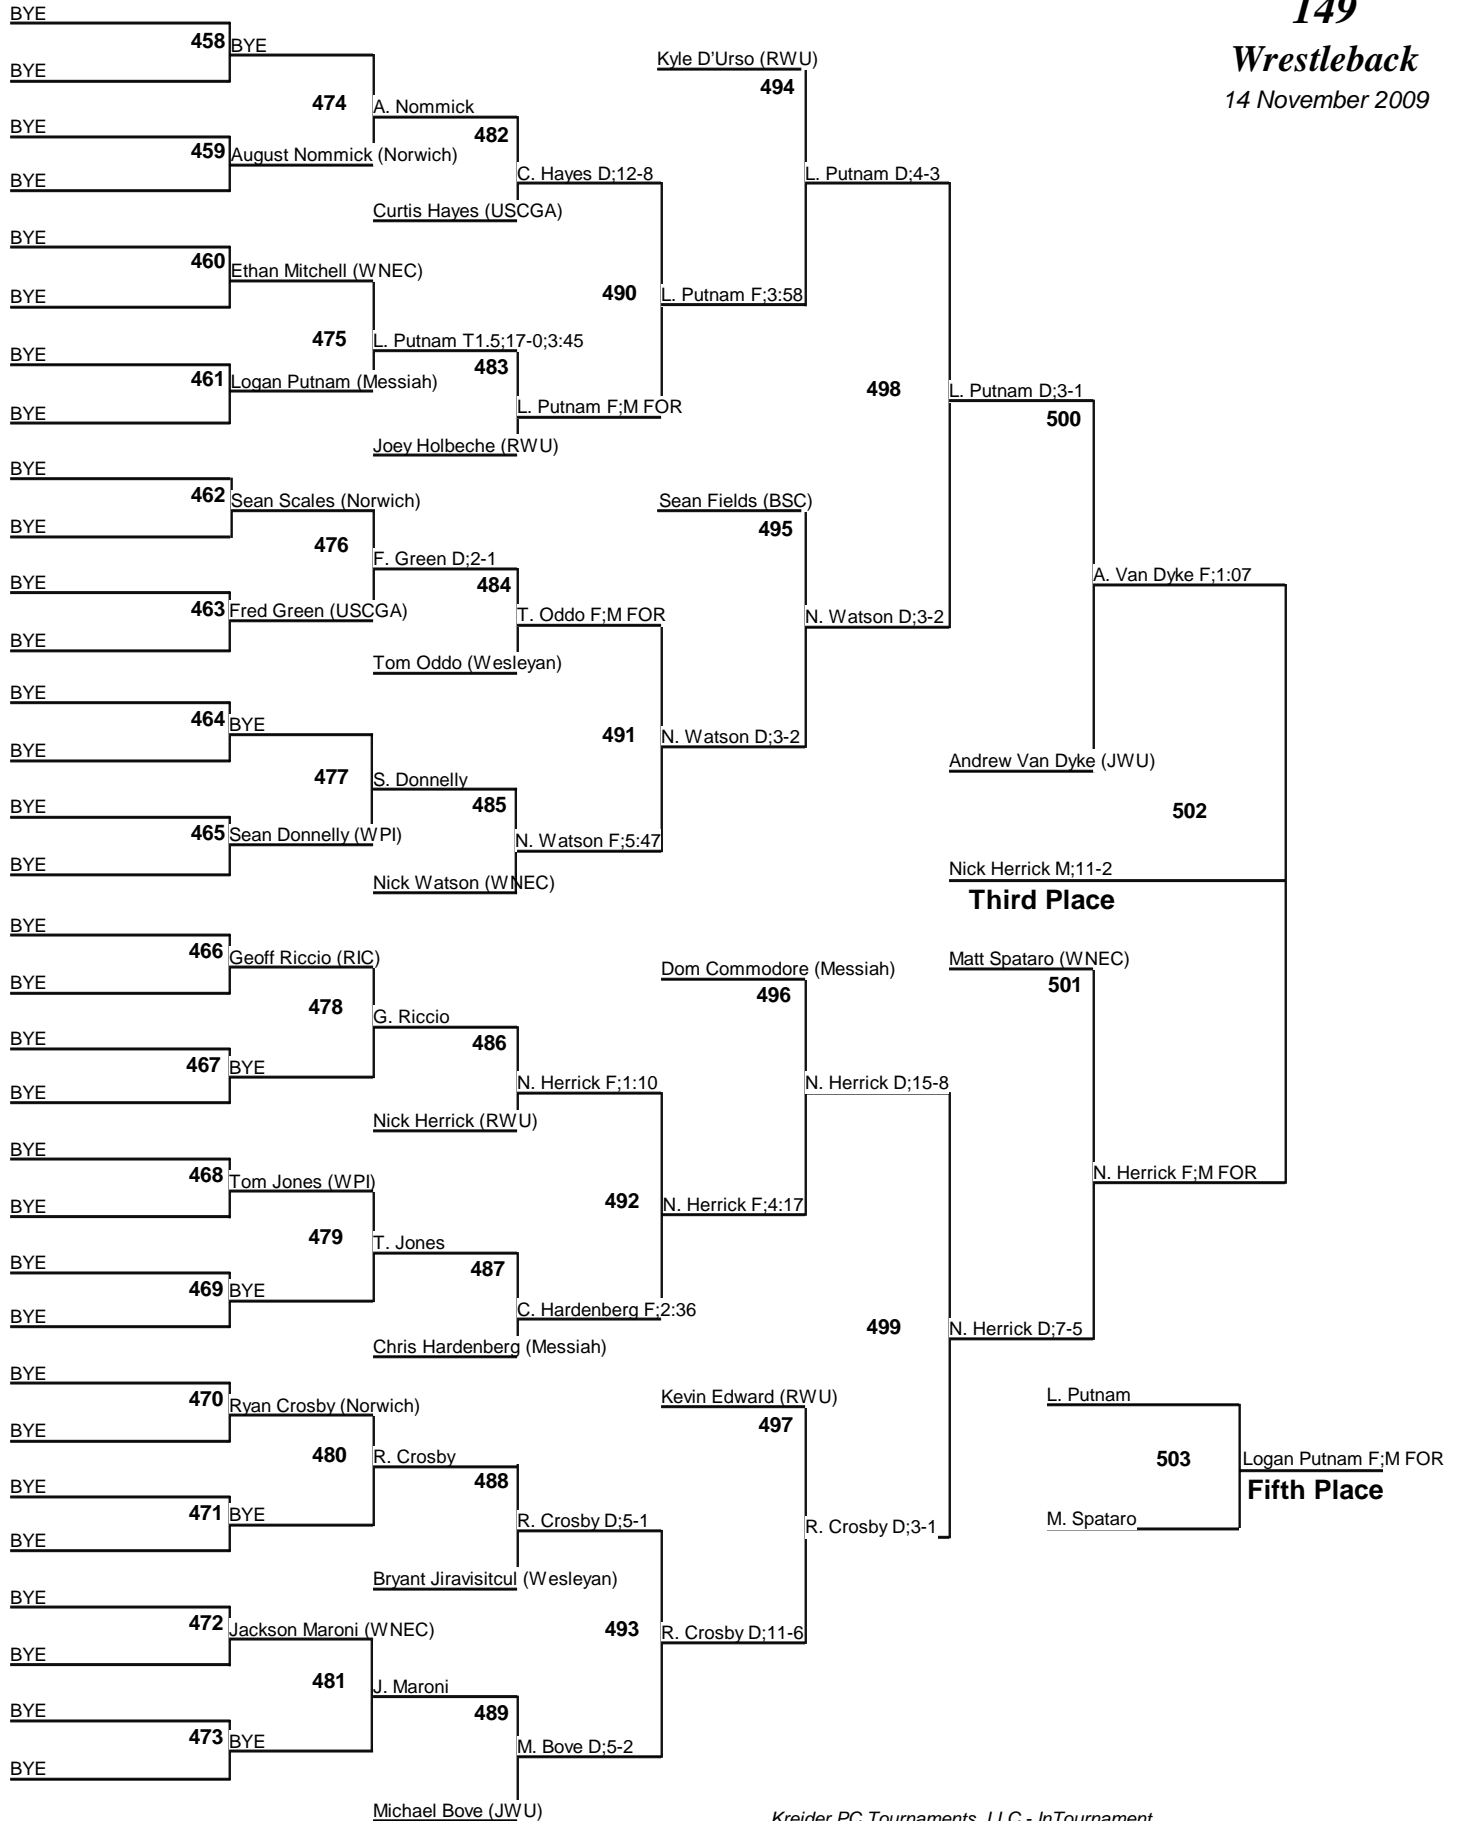 BYE
149
458 BYE
Kyle D'Urso (RWU)
Wrestleback
BYE
494
14 November 2009
474 A. Nommick
BYE
482
459 August Nommick (Norwich)
BYE
C. Hayes D;12-8
L. Putnam D;4-3
Curtis Hayes (USCGA)
BYE
460 Ethan Mitchell (WNEC)
BYE
490 L. Putnam F;3:58
475 L. Putnam T1.5;17-0;3:45
BYE
483
461 Logan Putnam (Messiah)
498 L. Putnam D;3-1
BYE
L. Putnam F;M FOR
500
Joey Holbeche (RWU)
BYE
462 Sean Scales (Norwich)
Sean Fields (BSC)
BYE
495
476 F. Green D;2-1
A. Van Dyke F;1:07
BYE
484
463 Fred Green (USCGA)
T. Oddo F;M FOR
N. Watson D;3-2
BYE
Tom Oddo (Wesleyan)
BYE
464 BYE
491 N. Watson D;3-2
BYE
Andrew Van Dyke (JWU)
477 S. Donnelly
BYE
485
502
465 Sean Donnelly (WPI)
N. Watson F;5:47
BYE
Nick Watson (WNEC)
Nick Herrick M;11-2
Third Place
BYE
466 Geoff Riccio (RIC)
Dom Commodore (Messiah)
Matt Spataro (WNEC)
BYE
496
501
478 G. Riccio
BYE
486
467 BYE
N. Herrick F;1:10
N. Herrick D;15-8
BYE
Nick Herrick (RWU)
BYE
468 Tom Jones (WPI)
N. Herrick F;M FOR
BYE
492 N. Herrick F;4:17
479 T. Jones
BYE
487
469 BYE
C. Hardenberg F;2:36
BYE
499 N. Herrick D;7-5
Chris Hardenberg (Messiah)
BYE
470 Ryan Crosby (Norwich)
Kevin Edward (RWU)
L. Putnam
BYE
497
480 R. Crosby
503 Logan Putnam F;M FOR
BYE
488
Fifth Place
471 BYE
R. Crosby D;5-1
R. Crosby D;3-1
M. Spataro
BYE
Bryant Jiravisitcul (Wesleyan)
BYE
472 Jackson Maroni (WNEC)
493 R. Crosby D;11-6
BYE
481 J. Maroni
BYE
489
473 BYE
M. Bove D;5-2
BYE
Michael Bove (JWU)
Kreider PC Tournaments, LLC - InTournament